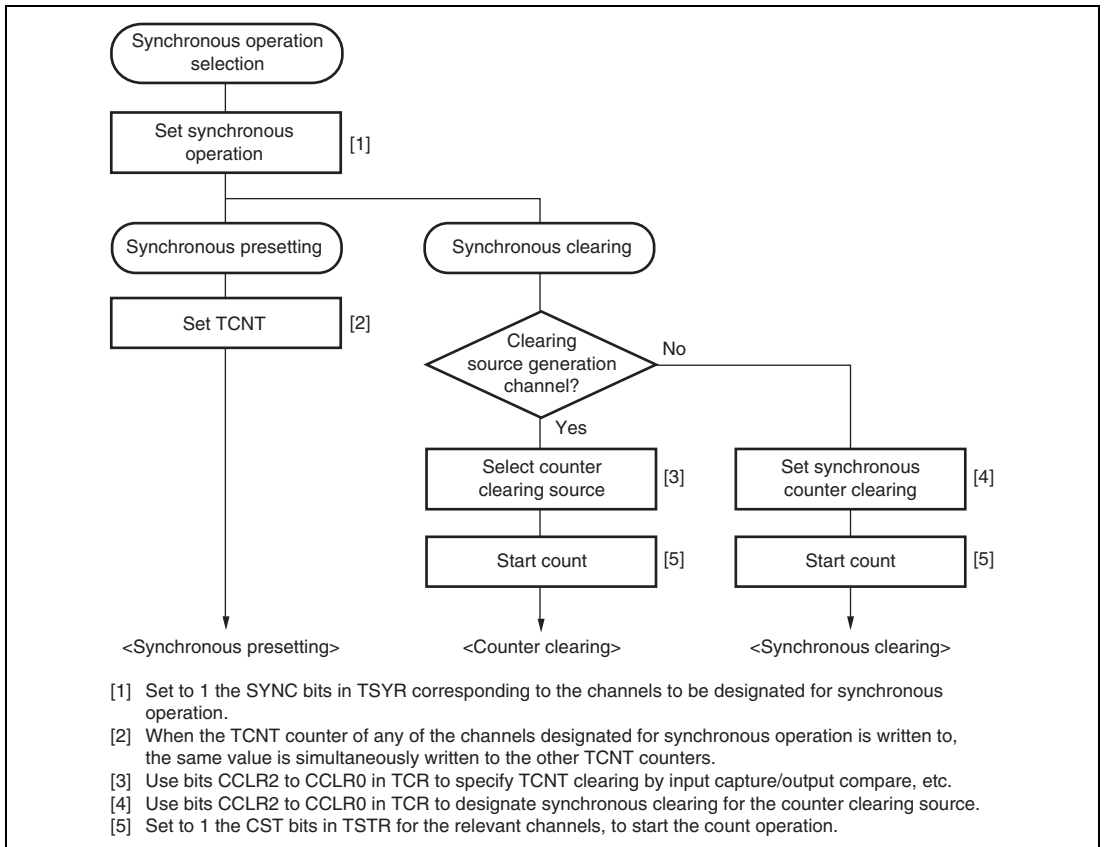 Synchronous operation
selection
Set synchronous
operation
[1]
Synchronous presetting
Synchronous clearing
Set TCNT
[2]
Clearing
source generation
channel?
No
Yes
Select counter
clearing source
[3]
Set synchronous
counter clearing
[4]
Start count
[5]
Start count
[5]
<Synchronous presetting>
<Counter clearing>
<Synchronous clearing>
[1] Set to 1 the SYNC bits in TSYR corresponding to the channels to be designated for synchronous
operation.
[2] When the TCNT counter of any of the channels designated for synchronous operation is written to,
the same value is simultaneously written to the other TCNT counters.
[3] Use bits CCLR2 to CCLR0 in TCR to specify TCNT clearing by input capture/output compare, etc.
[4] Use bits CCLR2 to CCLR0 in TCR to designate synchronous clearing for the counter clearing source.
[5] Set to 1 the CST bits in TSTR for the relevant channels, to start the count operation.